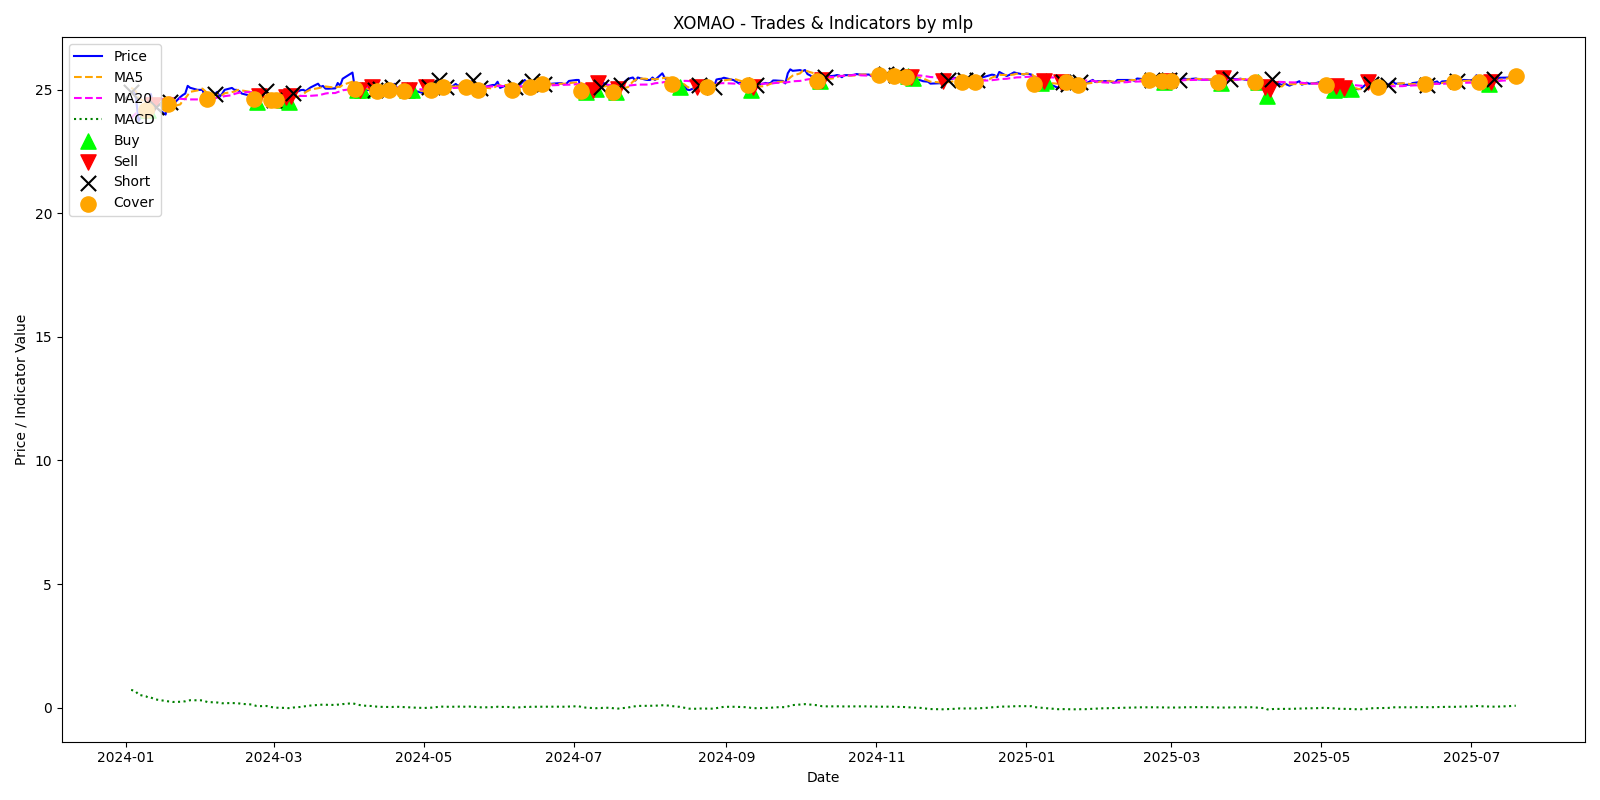 XOMAO - Trades & Indicators by mlp
Price
MA5
MA20
MACD
Buy
Sell
Short
Cover
25
20
15
10
5
0
Price / Indicator Value
2024-01
2024-03
2024-05
2024-07
2024-09
2024-11
2025-01
2025-03
2025-05
2025-07
Date